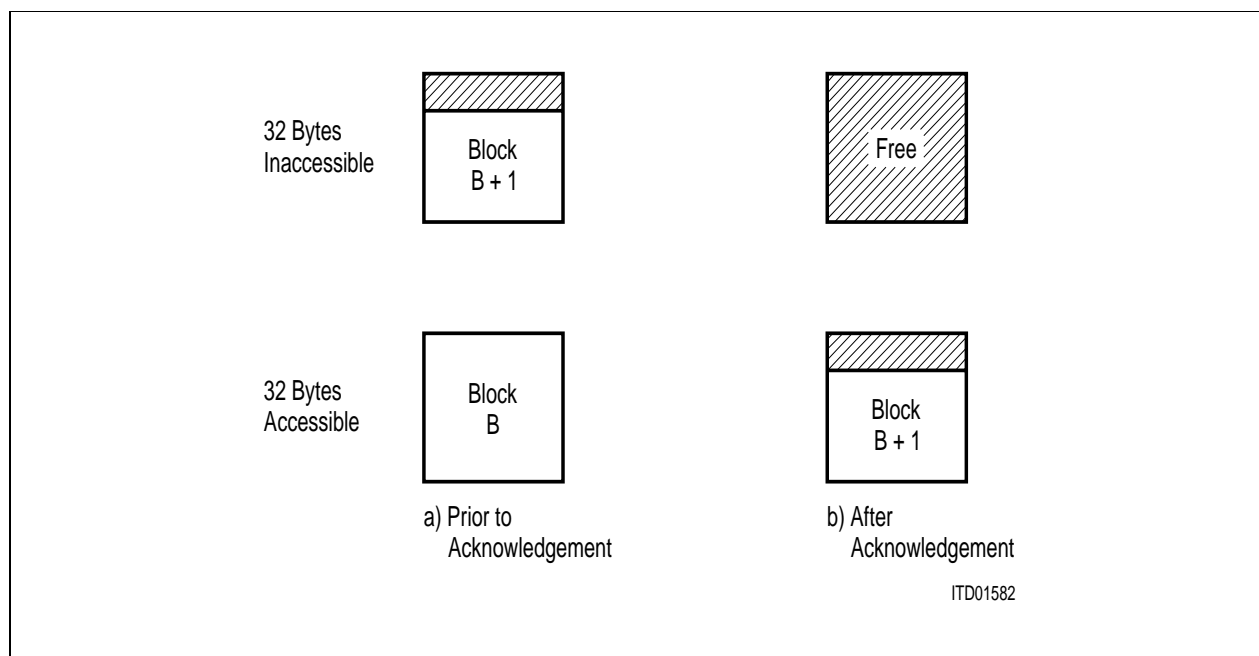 32 Bytes
Inaccessible
Block
B + 1
Free
32 Bytes
Accessible
Block
B
Block
B + 1
a) Prior to
Acknowledgement
b) After
Acknowledgement
ITD01582